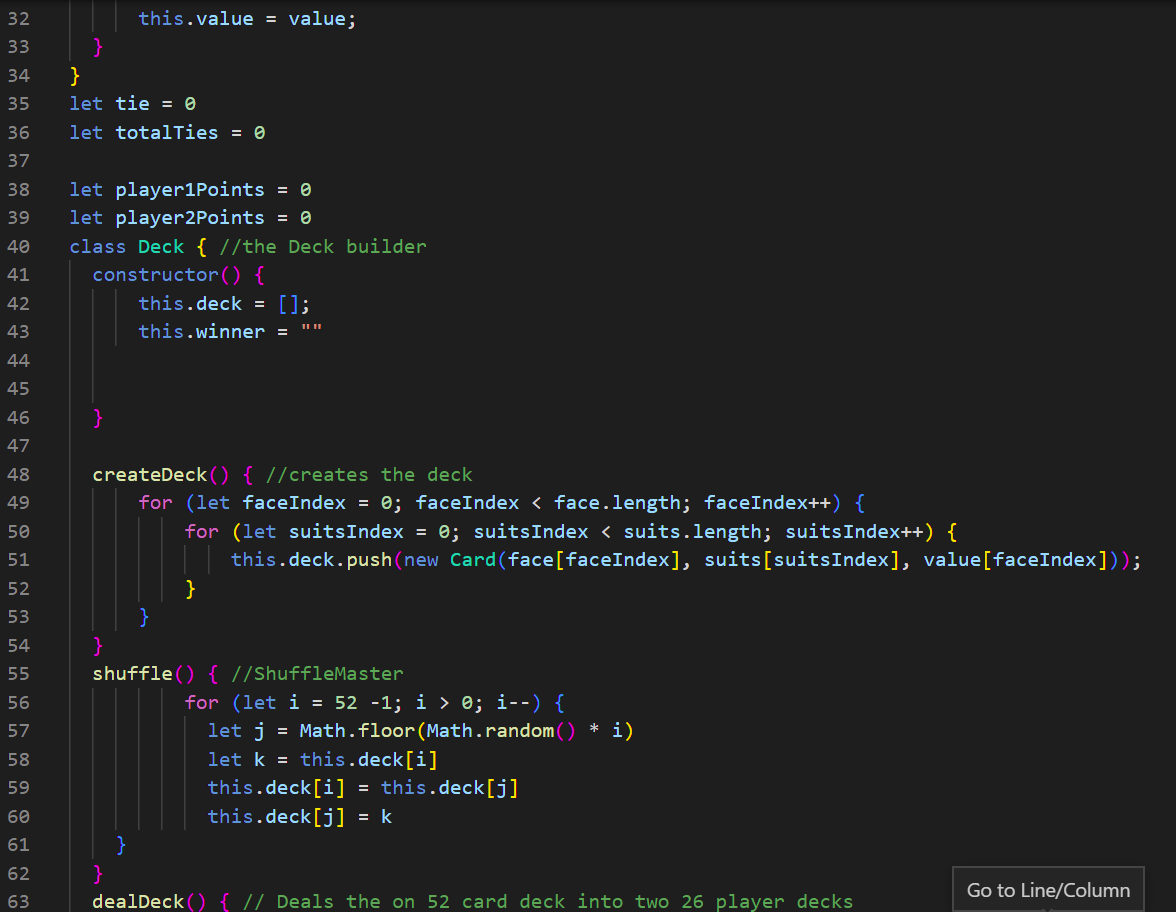 32 this.value = value;
33 }
34 }
35 let tie = 0
36 let totalTies = 0
37
38 let player1Points = 0
39 let player2Points = 0
40 class Deck { //the Deck builder
41 constructor() {
42 this.deck = [];
43 this.winner = ""
44
45
46 }
47
48 createDeck() { //creates the deck
49 for (let faceIndex = 0; faceIndex < face.length; faceIndex++) {
50 for (let suitsIndex = 0; suitsIndex < suits.length; suitsIndex++) {
51 this.deck.push(new Card(face[faceIndex], suits[suitsIndex], value[faceIndex]));
52 }
53 }
54 }
55 shuffle() { //ShuffleMaster
56 for (let i = 52 -1; i > 0; i--) {
57 let j = Math.floor(Math.random() * i)
58 let k = this.deck[i]
59 this.deck[i] = this.deck[j]
60 this.deck[j] = k
61 }
62 }
63 dealDeck() { // Deals the on 52 card deck into two 26 player decks
Go to Line/Column